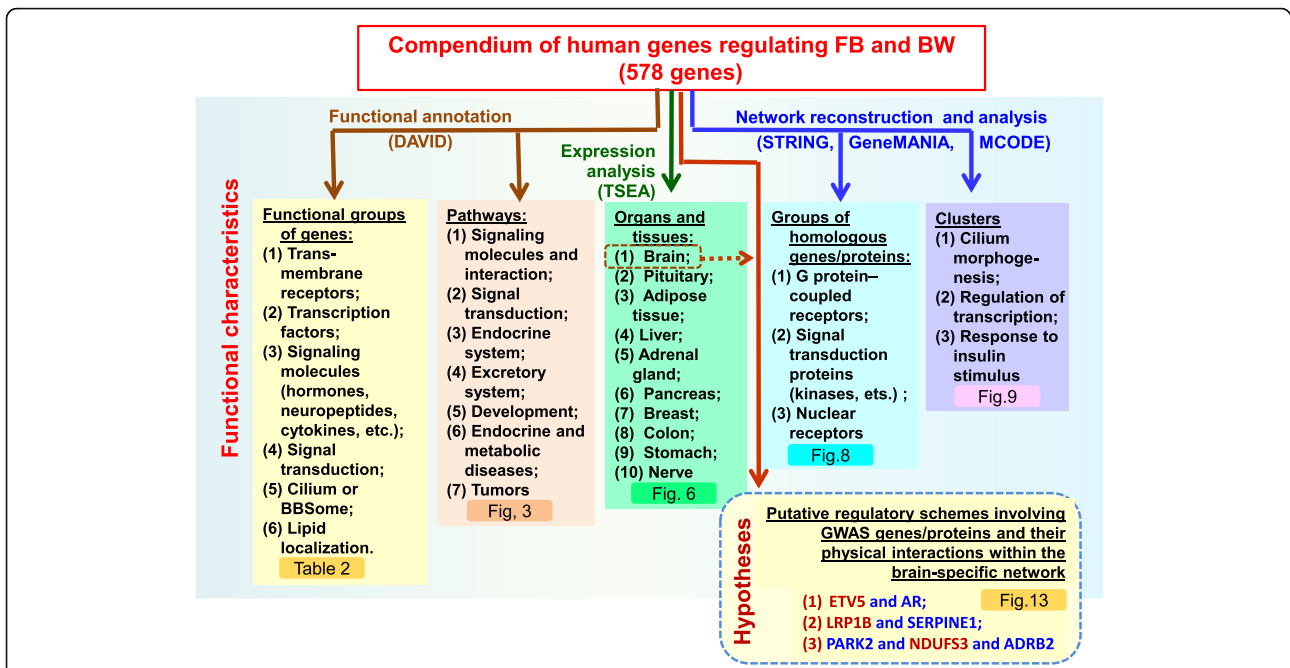 Compendium of human genes regulating FB and BW
(578 genes)
Functional characteristics
Functional annotation
(DAVID)
Expression
analysis
(TSEA)
Network reconstruction and analysis
(STRING, GeneMANIA, MCODE)
Functional groups
of genes:
(1) Trans-
membrane
receptors;
(2) Transcription
factors;
(3) Signaling
molecules
(hormones,
neuropeptides,
cytokines, etc.);
(4) Signal
transduction;
(5) Cilium or
BBSome;
(6) Lipid
localization.
Table 2
Pathways:
(1) Signaling
molecules and
interaction;
(2) Signal
transduction;
(3) Endocrine
system;
(4) Excretory
system;
(5) Development;
(6) Endocrine and
metabolic
diseases;
(7) Tumors
Fig, 3
Organs and
tissues:
(1) Brain;
(2) Pituitary;
(3) Adipose
tissue;
(4) Liver;
(5) Adrenal
gland;
(6) Pancreas;
(7) Breast;
(8) Colon;
(9) Stomach;
(10) Nerve
Fig. 6
Groups of
homologous
genes/proteins:
(1) G protein–
coupled
receptors;
(2) Signal
transduction
proteins
(kinases, ets.) ;
(3) Nuclear
receptors
Fig.8
Clusters
(1) Cilium
morphoge-
nesis;
(2) Regulation of
transcription;
(3) Response to
insulin
stimulus
Fig.9
Hypotheses
Putative regulatory schemes involving
GWAS genes/proteins and their
physical interactions within the
brain-specific network
Fig.13
(1) ETV5 and AR;
(2) LRP1B and SERPINE1;
(3) PARK2 and NDUFS3 and ADRB2